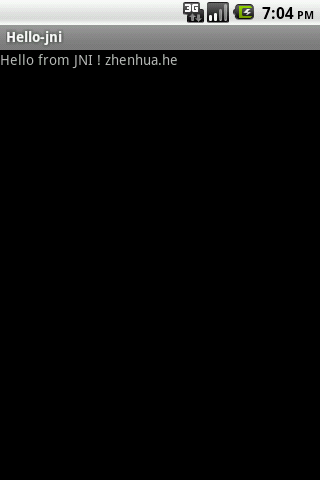 3G 7:04 PM
Hello-jni
Hello from JNI ! zhenhua.he